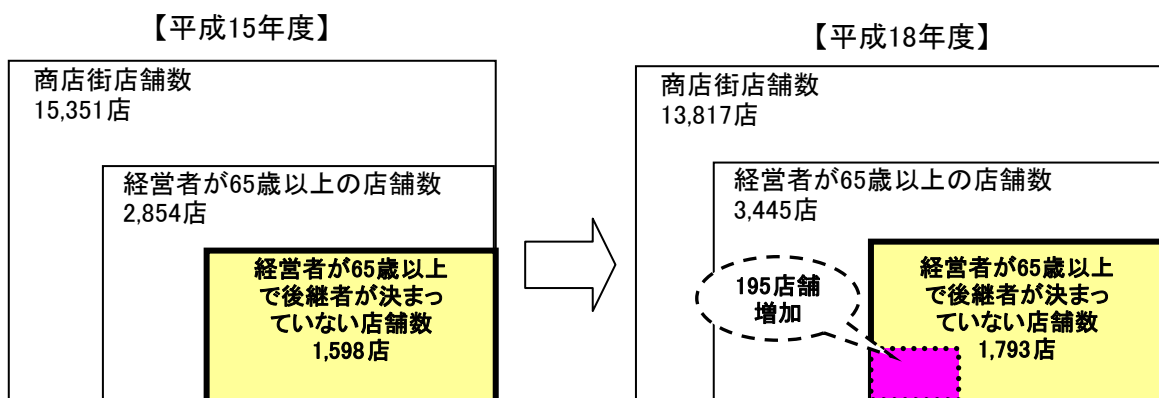 【平成15年度】
商店街店舗数
15,351店
経営者が65歳以上の店舗数
2,854店
経営者が65歳以上
で後継者が決まっ
ていない店舗数
1,598店
【平成18年度】
商店街店舗数
13,817店
経営者が65歳以上の店舗数
3,445店
195店舗
増加
経営者が65歳以上
で後継者が決まっ
ていない店舗数
1,793店